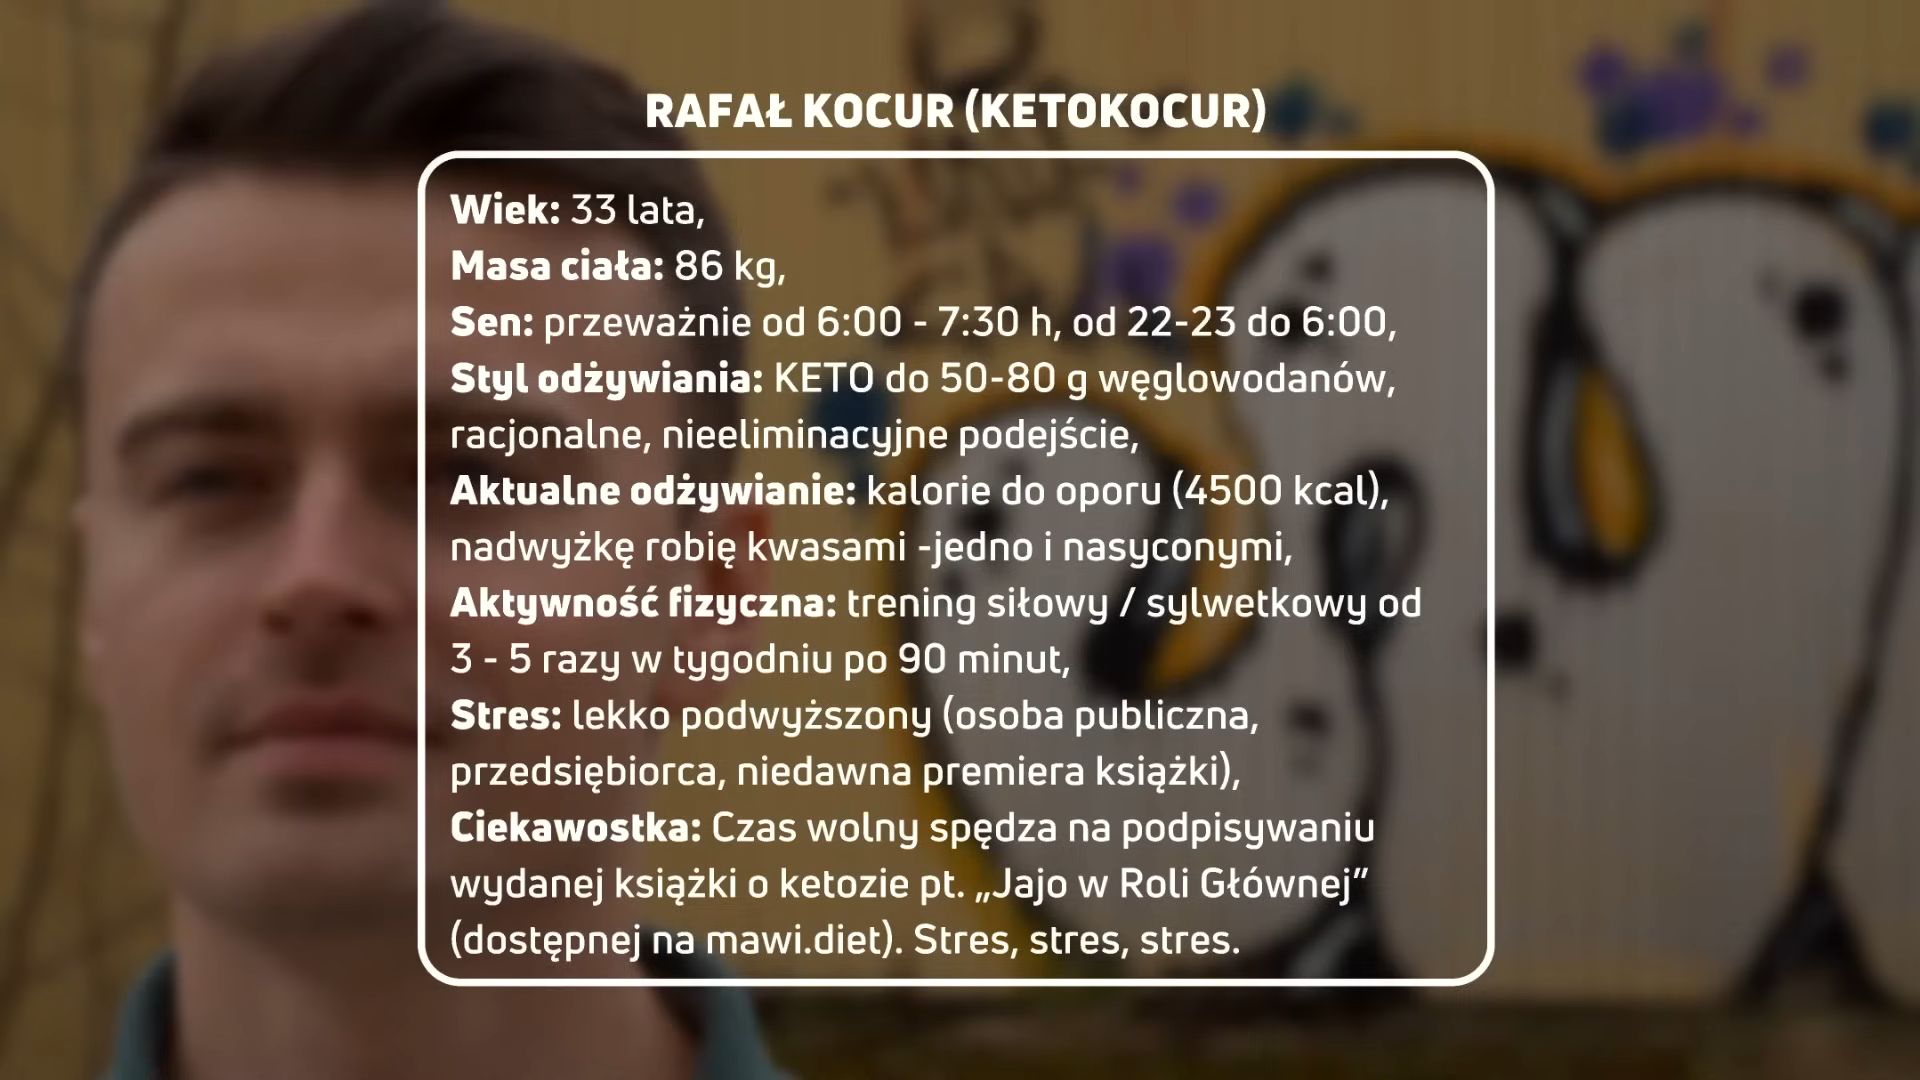 RAFAŁ KOCUR (KETOKOCUR)
Wiek: 33 lata,
Masa ciała: 86 kg,
Sen: przeważnie od 6:00 - 7:30 h, od 22-23 do 6:00,
Styl odżywiania: KETO do 50-80 g węglowodanów,
racjonalne, nieeliminacyjne podejście,
Aktualne odżywianie: kalorie do oporu (4500 kcal),
nadwyżkę robię kwasami -jedno i nasyconymi,
Aktywność fizyczna: trening siłowy / sylwetkowy od
3 - 5 razy w tygodniu po 90 minut,
Stres: lekko podwyższony (osoba publiczna,
przedsiębiorca, niedawna premiera książki),
Ciekawostka: Czas wolny spędza na podpisywaniu
wydanej książki o ketozie pt. „Jajo w Roli Głównej”
(dostępnej na mawi.diet). Stres, stres, stres.